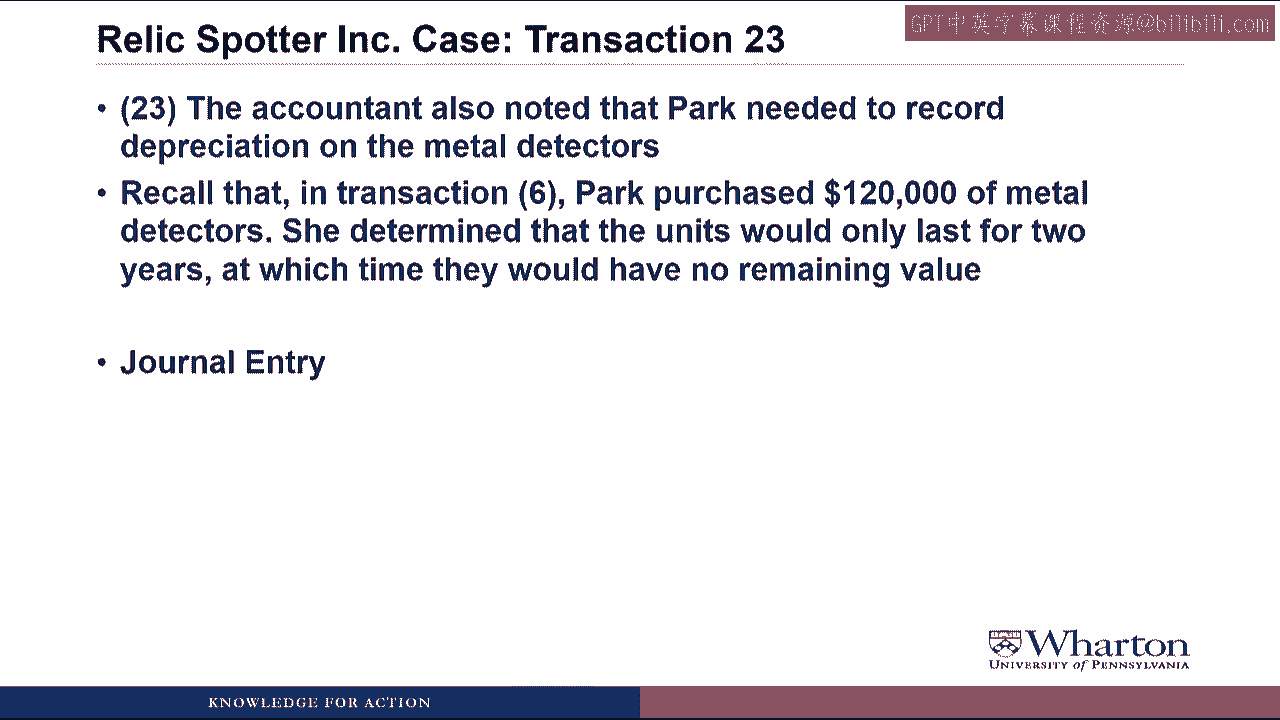 Relic Spotter Inc. Case: Transaction 23
GPT中英字幕课程资源@bilibili.com
• (23) The accountant also noted that Park needed to record
depreciation on the metal detectors
• Recall that, in transaction (6), Park purchased $120,000 of metal
detectors. She determined that the units would only last for two
years, at which time they would have no remaining value
• Journal Entry
Wharton
UNIVERSITY of PENNSYLVANIA
KNOWLEDGE FOR ACTION